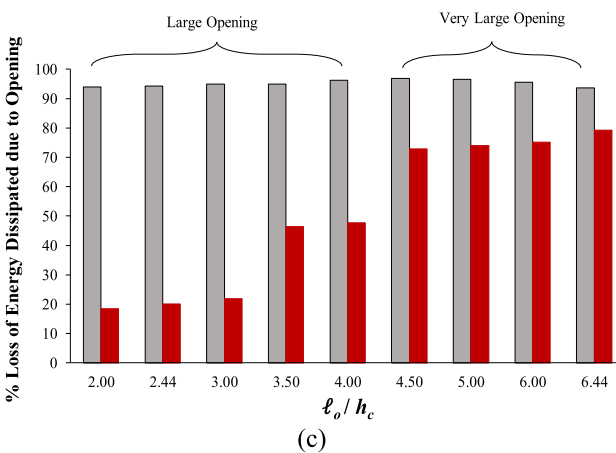 Large Opening
Very Large Opening
% Loss of Energy Dissipated due to Opening
100
90
80
70
60
50
40
30
20
10
0
2.00 2.44 3.00 3.50 4.00 4.50 5.00 6.00 6.44
ℓo / hc
(c)